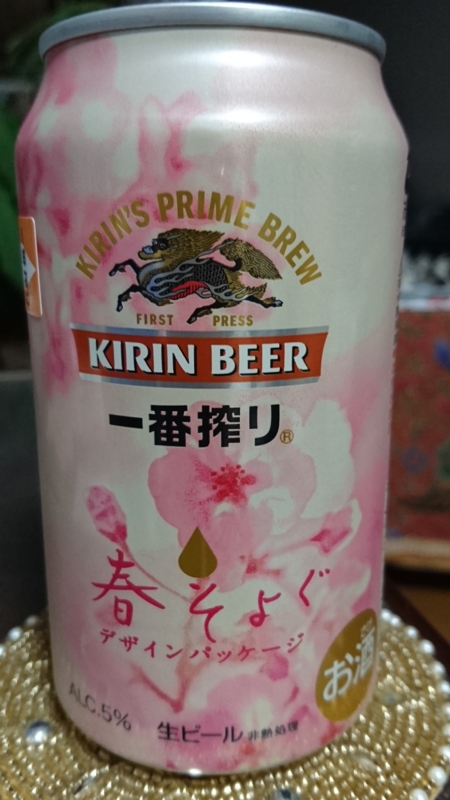 KIRIN'S PRIME BREW
FIRST PRESS
KIRIN BEER
一番搾り®
春そよぐ
デザインパッケージ
お酒
ALC.5%
生ビール 非熱処理